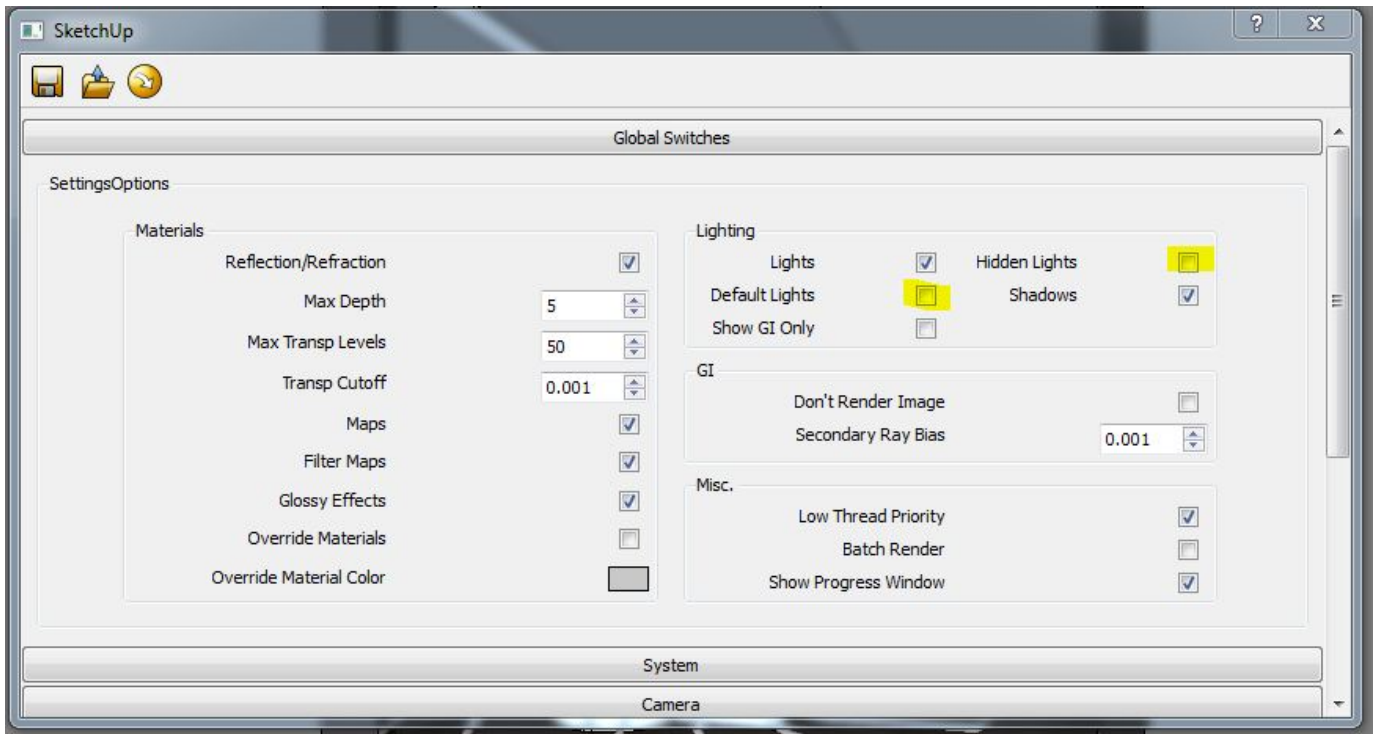 SketchUp
Global Switches
SettingsOptions
Materials
Reflection/Refraction
Max Depth 5
Max Transp Levels 50
Transp Cutoff 0.001
Maps
Filter Maps
Glossy Effects
Override Materials
Override Material Color
Lighting
Lights Hidden Lights
Default Lights Shadows
Show GI Only
GI
Don't Render Image
Secondary Ray Bias 0.001
Misc.
Low Thread Priority
Batch Render
Show Progress Window
System
Camera